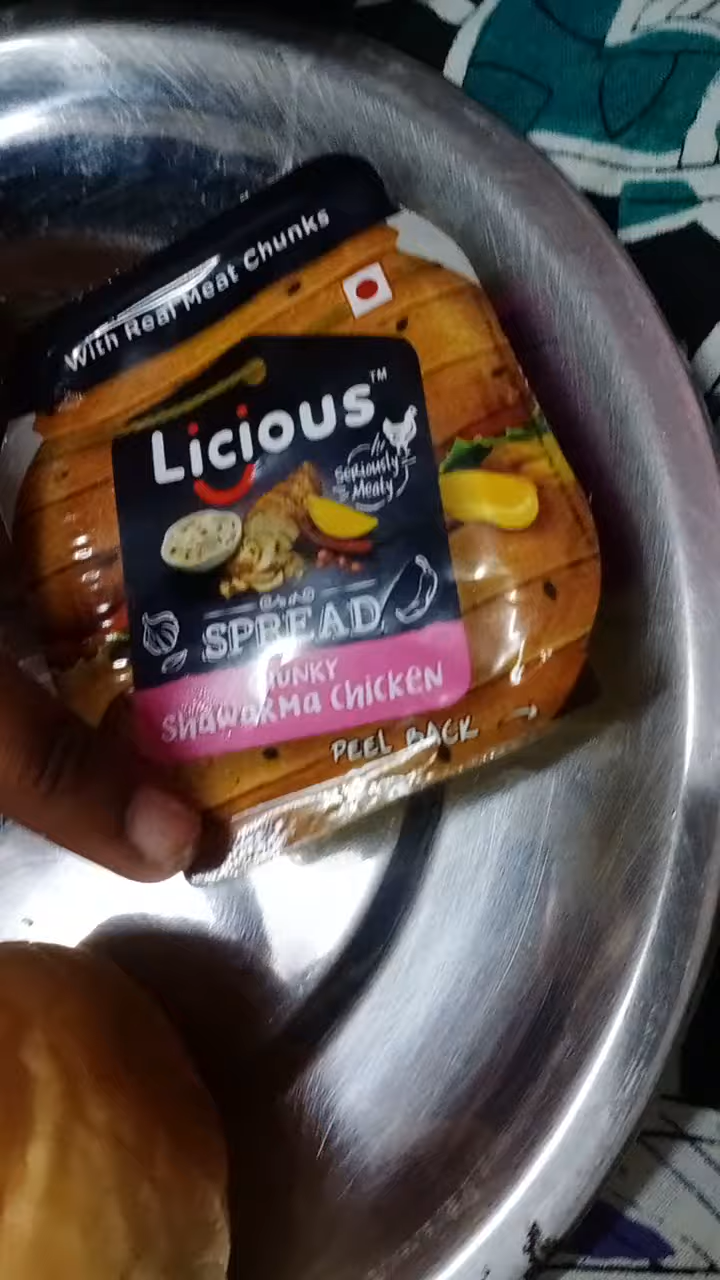 With Real Meat Chunks
Licious™
Seriously
Meaty
SPREAD
Shawarma Chicken
PEEL BACK